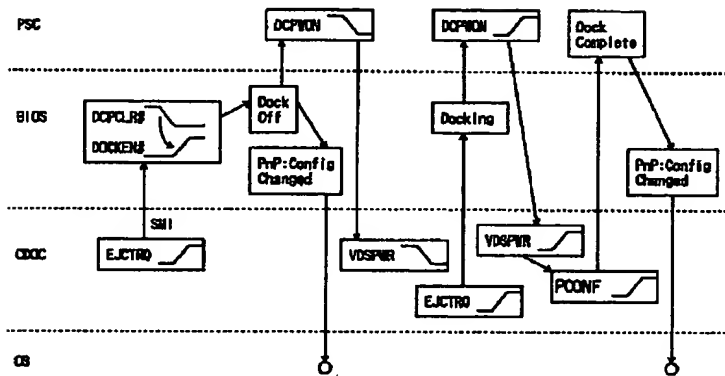 PSC
DCPWON
DCPWON
Dock
Complete
BIOS
DCPCLR#
DOCKEN#
Dock
Off
Docking
PnP:Config
Changed
PnP:Config
Changed
SMI
EJCTRQ
VDSPWR
VDSPWR
EJCTRQ
PCONF
OS